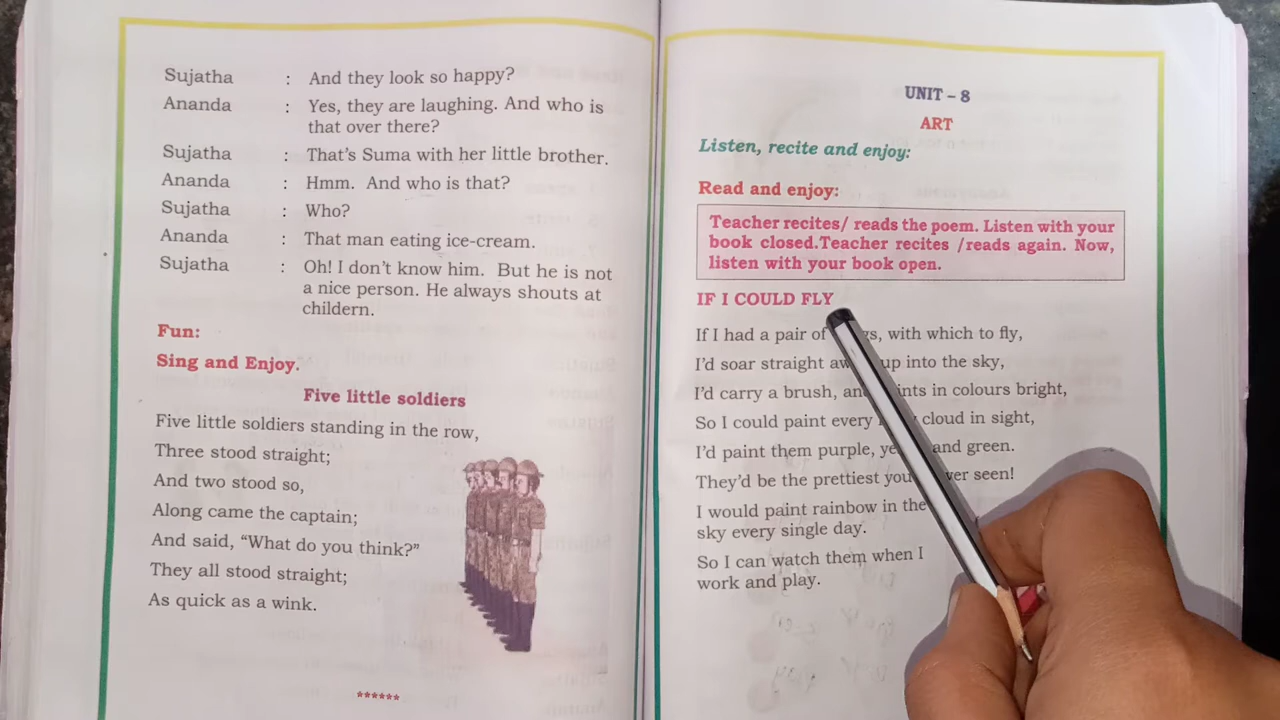 Sujatha : And they look so happy?
Ananda : Yes, they are laughing. And who is
that over there?
Sujatha : That's Suma with her little brother.
Ananda : Hmm. And who is that?
Sujatha : Who?
Ananda : That man eating ice-cream.
Sujatha : Oh! I don't know him. But he is not
a nice person. He always shouts at
childern.
Fun:
Sing and Enjoy.
Five little soldiers
Five little soldiers standing in the row,
Three stood straight;
And two stood so,
Along came the captain;
And said, "What do you think?"
They all stood straight;
As quick as a wink.
******
UNIT – 8
ART
Listen, recite and enjoy:
Read and enjoy:
Teacher recites/ reads the poem. Listen with your
book closed.Teacher recites /reads again. Now,
listen with your book open.
IF I COULD FLY
If I had a pair of with which to fly,
I'd soar straight up into the sky,
I'd carry a brush, in colours bright,
So I could paint every cloud in sight,
I'd paint them purple, and green.
They'd be the prettiest seen!
I would paint rainbow in the
sky every single day.
So I can watch them when I
work and play.